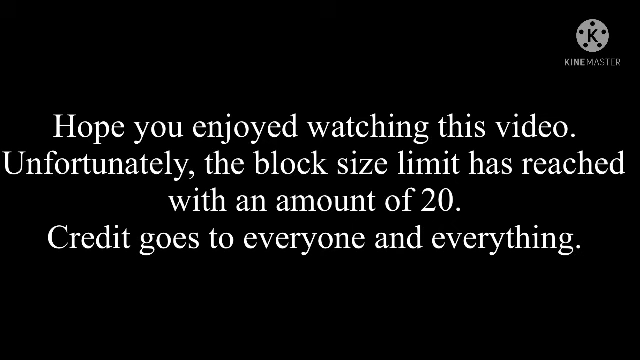 K
KINEMASTER
Hope you enjoyed watching this video.
Unfortunately, the block size limit has reached
with an amount of 20.
Credit goes to everyone and everything.